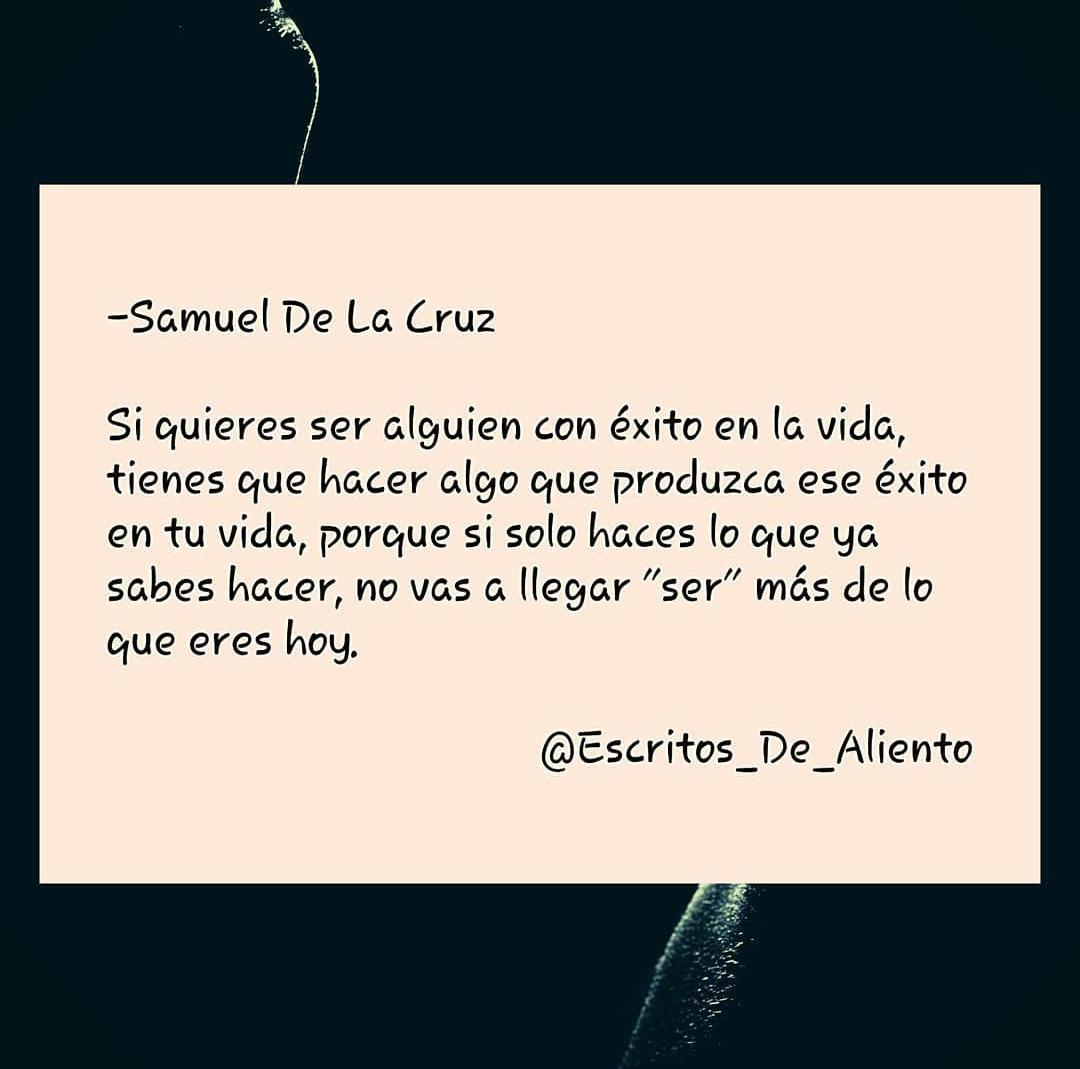 -Samuel De La Cruz
Si quieres ser alguien con éxito en la vida,
tienes que hacer algo que produzca ese éxito
en tu vida, porque si solo haces lo que ya
sabes hacer, no vas a llegar "ser" más de lo
que eres hoy.
@Escritos_De_Aliento